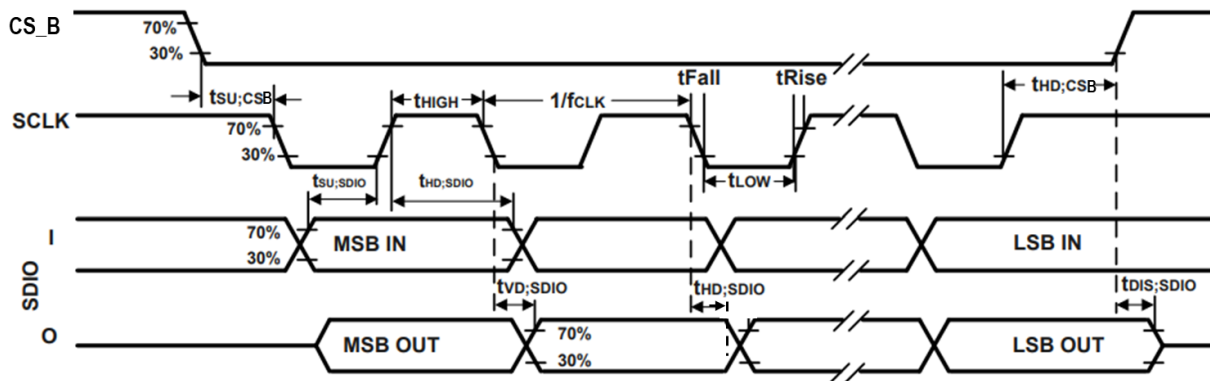 CS_B
70%
30%
tFall
tRise
tSU;CSB
tHIGH
1/fCLK
tHD;CSB
SCLK
70%
30%
tLOW
tSU;SDIO
tHD;SDIO
SDIO
I
70%
30%
MSB IN
LSB IN
tVD;SDIO
tHD;SDIO
tDIS;SDIO
O
MSB OUT
70%
30%
LSB OUT